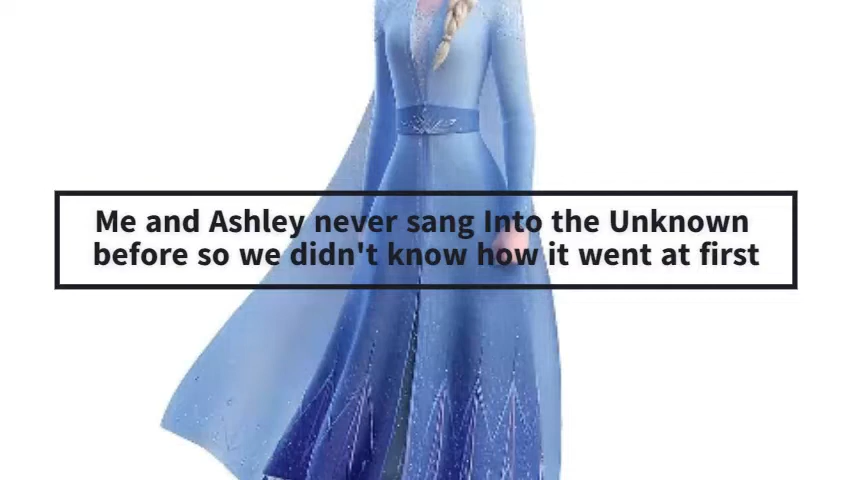 Me and Ashley never sang Into the Unknown
before so we didn't know how it went at first